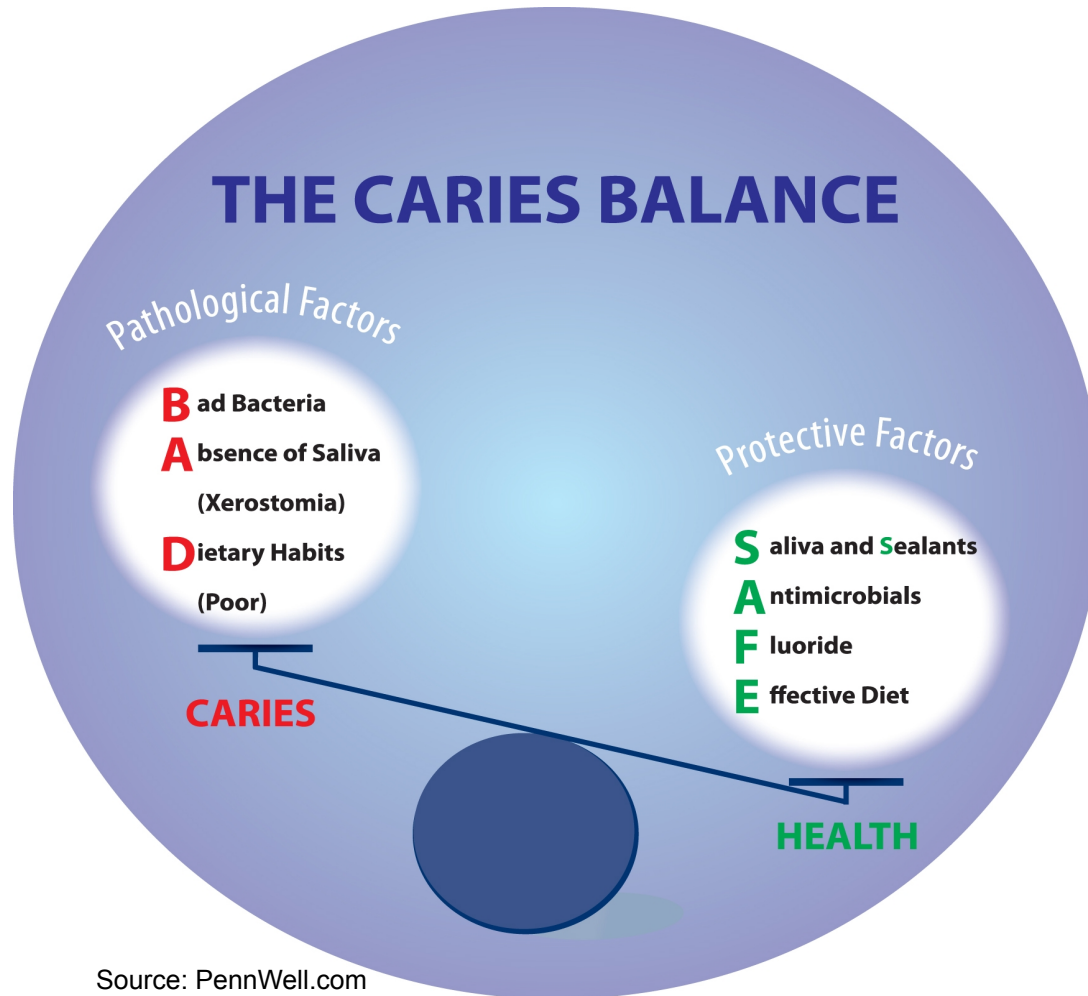 THE CARIES BALANCE
Pathological Factors
Bad Bacteria
Absence of Saliva
(Xerostomia)
Dietary Habits
(Poor)
CARIES
Protective Factors
Saliva and Sealants
Antimicrobials
Fluoride
Effective Diet
HEALTH
Source: PennWell.com